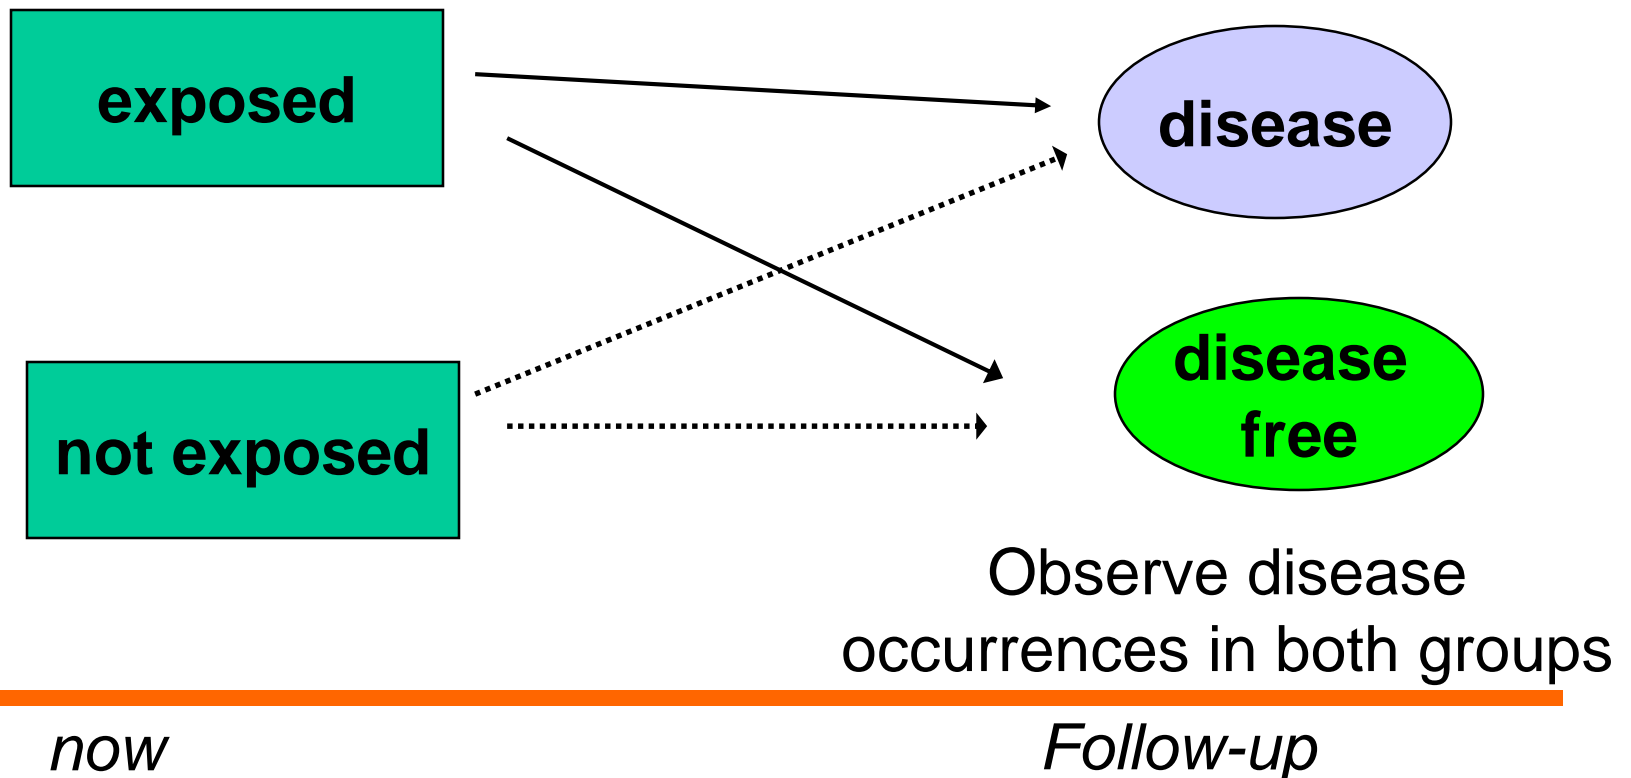 exposed
disease
disease
free
not exposed
Observe disease
occurrences in both groups
now
Follow-up